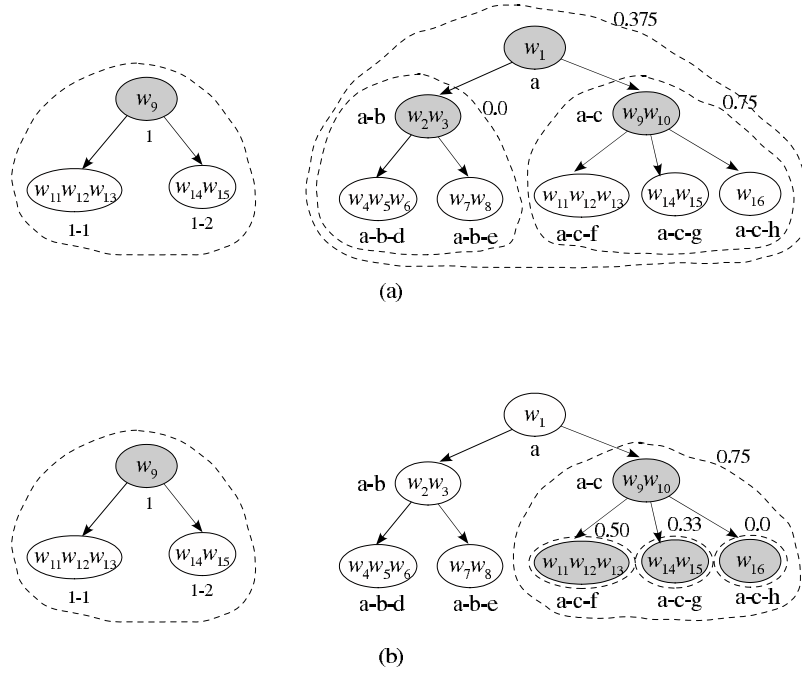 0.375
w₁
a
w₉
1
a-b
w₂w₃
0.0
a-c
w₉w₁₀
0.75
w₁₁w₁₂w₁₃
w₁₄w₁₅
1-1
1-2
w₄w₅w₆
w₇w₈
w₁₁w₁₂w₁₃
w₁₄w₁₅
w₁₆
a-b-d
a-b-e
a-c-f
a-c-g
a-c-h
(a)
w₁
a
w₉
1
a-b
w₂w₃
a-c
w₉w₁₀
0.75
0.50
0.33
0.0
w₁₁w₁₂w₁₃
w₁₄w₁₅
1-1
1-2
w₄w₅w₆
w₇w₈
w₁₁w₁₂w₁₃
w₁₄w₁₅
w₁₆
a-b-d
a-b-e
a-c-f
a-c-g
a-c-h
(b)